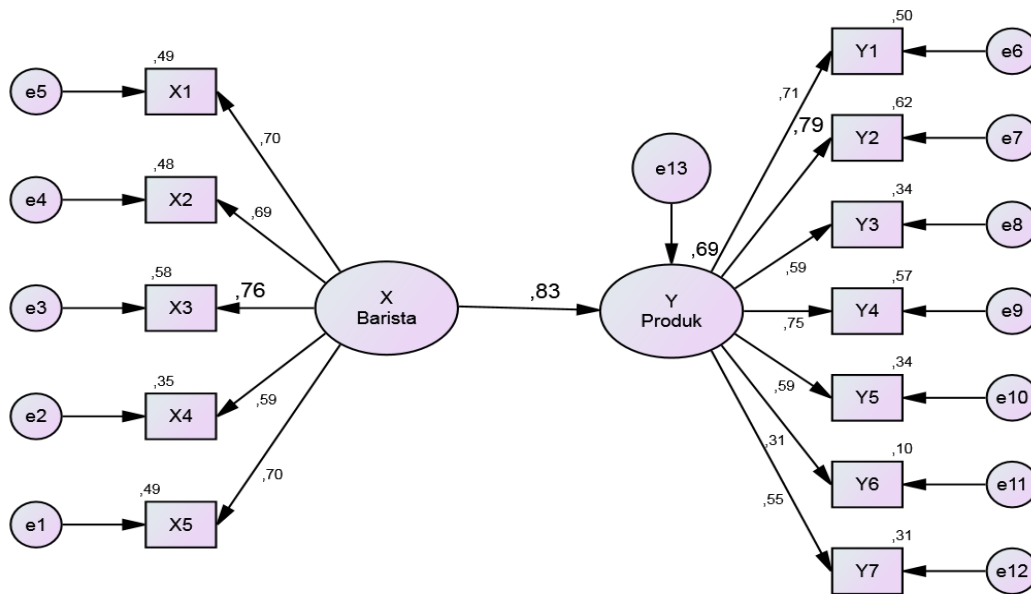 ,49
e5
X1
,70
,48
e4
X2
,69
,58
e3
X3
,76
,35
e2
X4
,59
,49
e1
X5
,70
X
Barista
,83
e13
,69
Y
Produk
,50
Y1
e6
,71
,62
,79
Y2
e7
,34
Y3
e8
,59
,57
Y4
e9
,75
,34
Y5
e10
,59
,10
,31
Y6
e11
,55
,31
Y7
e12